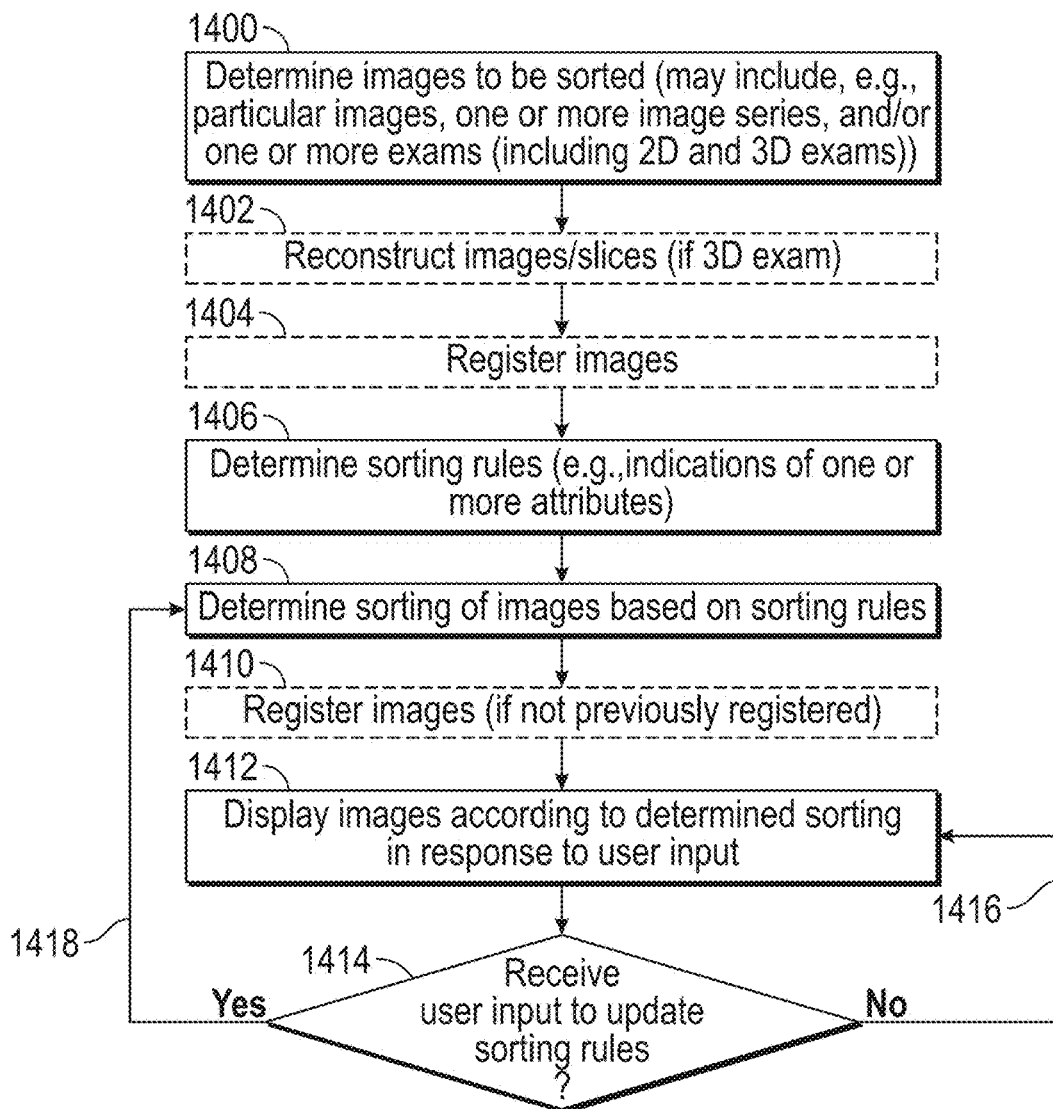 1400
Determine images to be sorted (may include, e.g.,
particular images, one or more image series, and/or
one or more exams (including 2D and 3D exams))
1402
Reconstruct images/slices (if 3D exam)
1404
Register images
1406
Determine sorting rules (e.g.,indications of one or
more attributes)
1408
Determine sorting of images based on sorting rules
1410
Register images (if not previously registered)
1412
Display images according to determined sorting
in response to user input
1416
1418
1414
Receive
user input to update
sorting rules
?
Yes
No